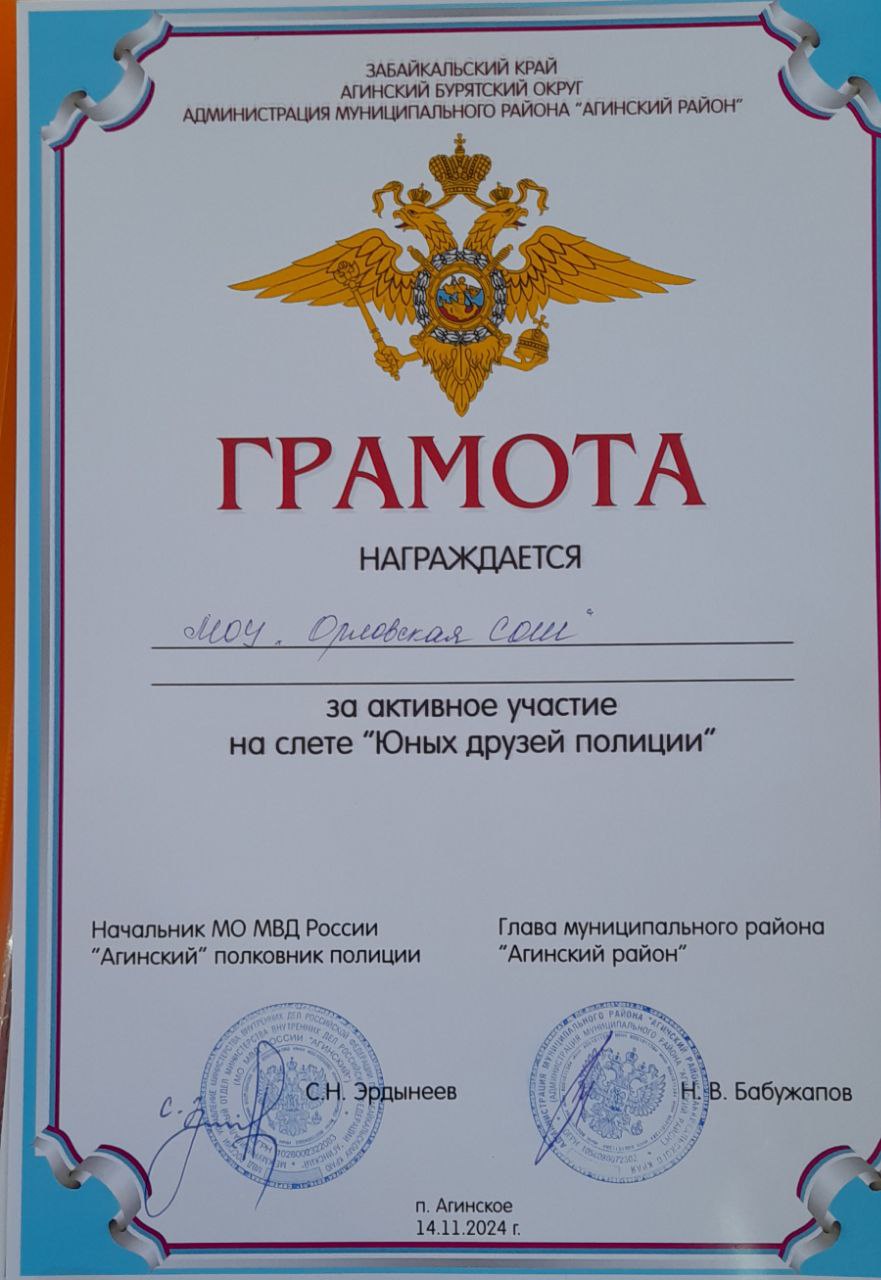 ЗАБАЙКАЛЬСКИЙ КРАЙ
АГИНСКИЙ БУРЯТСКИЙ ОКРУГ
АДМИНИСТРАЦИЯ МУНИЦИПАЛЬНОГО РАЙОНА "АГИНСКИЙ РАЙОН"
ГРАМОТА
НАГРАЖДАЕТСЯ
МОУ „Орловская СОШ“
за активное участие
на слете "Юных друзей полиции"
Начальник МО МВД России
"Агинский" полковник полиции
Глава муниципального района
"Агинский район"
С.Н. Эрдынеев
Н. В. Бабужапов
п. Агинское
14.11.2024 г.